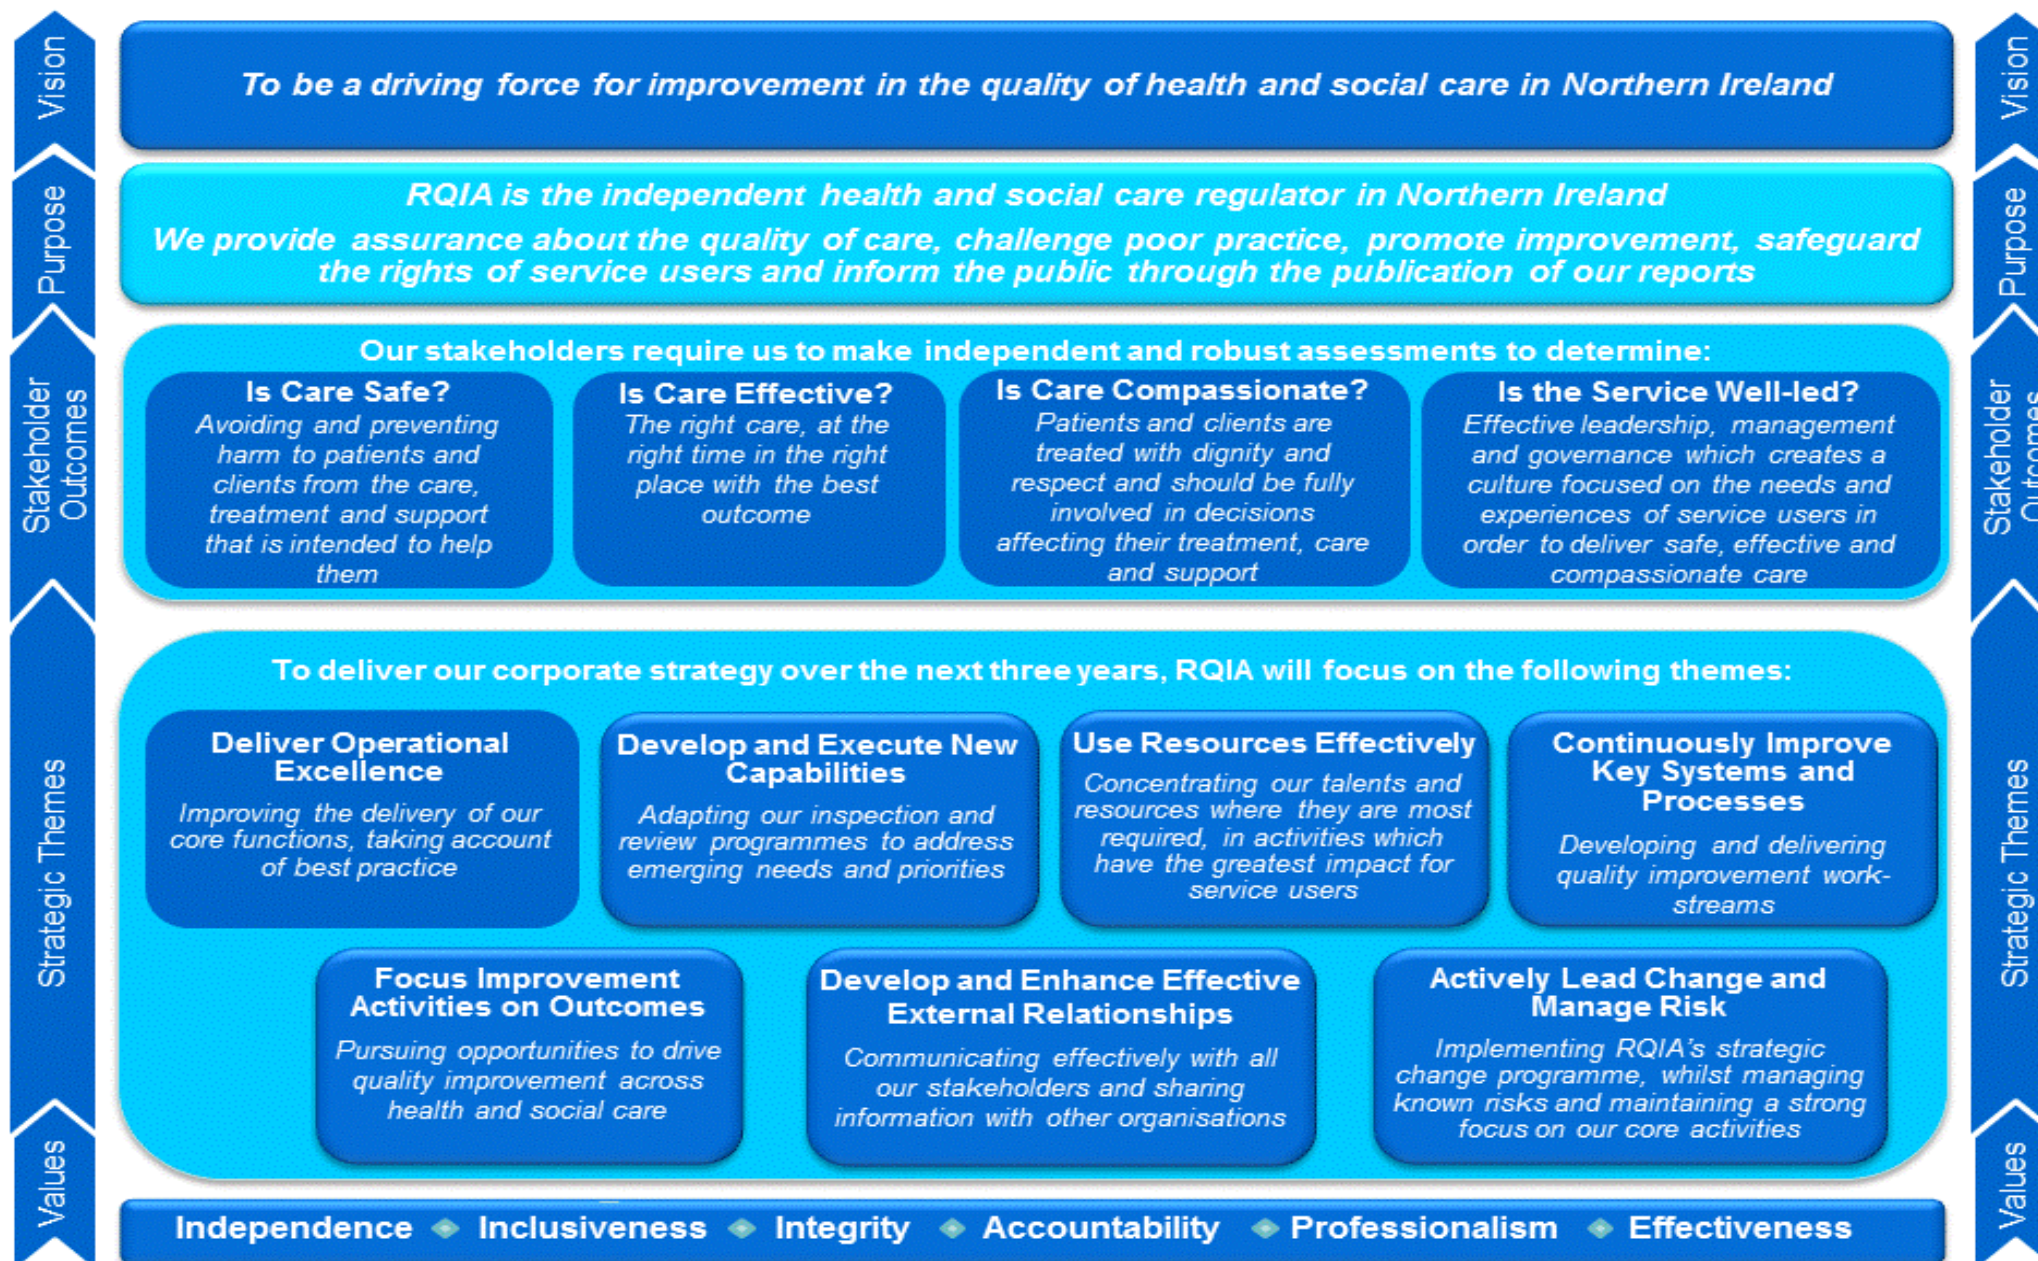 Vision
To be a driving force for improvement in the quality of health and social care in Northern Ireland
Vision
Purpose
RQIA is the independent health and social care regulator in Northern Ireland
We provide assurance about the quality of care, challenge poor practice, promote improvement, safeguard
the rights of service users and inform the public through the publication of our reports
Purpose
Stakeholder
Outcomes
Our stakeholders require us to make independent and robust assessments to determine:
Is Care Safe?
Avoiding and preventing
harm to patients and
clients from the care,
treatment and support
that is intended to help
them
Is Care Effective?
The right care, at the
right time in the right
place with the best
outcome
Is Care Compassionate?
Patients and clients are
treated with dignity and
respect and should be fully
involved in decisions
affecting their treatment, care
and support
Is the Service Well-led?
Effective leadership, management
and governance which creates a
culture focused on the needs and
experiences of service users in
order to deliver safe, effective and
compassionate care
Stakeholder
Outcomes
Strategic Themes
To deliver our corporate strategy over the next three years, RQIA will focus on the following themes:
Deliver Operational
Excellence
Improving the delivery of our
core functions, taking account
of best practice
Develop and Execute New
Capabilities
Adapting our inspection and
review programmes to address
emerging needs and priorities
Use Resources Effectively
Concentrating our talents and
resources where they are most
required, in activities which
have the greatest impact for
service users
Continuously Improve
Key Systems and
Processes
Developing and delivering
quality improvement work-
streams
Focus Improvement
Activities on Outcomes
Pursuing opportunities to drive
quality improvement across
health and social care
Develop and Enhance Effective
External Relationships
Communicating effectively with all
our stakeholders and sharing
information with other organisations
Actively Lead Change and
Manage Risk
Implementing RQIA's strategic
change programme, whilst managing
known risks and maintaining a strong
focus on our core activities
Strategic Themes
Values
Independence Inclusiveness Integrity Accountability Professionalism Effectiveness
Values